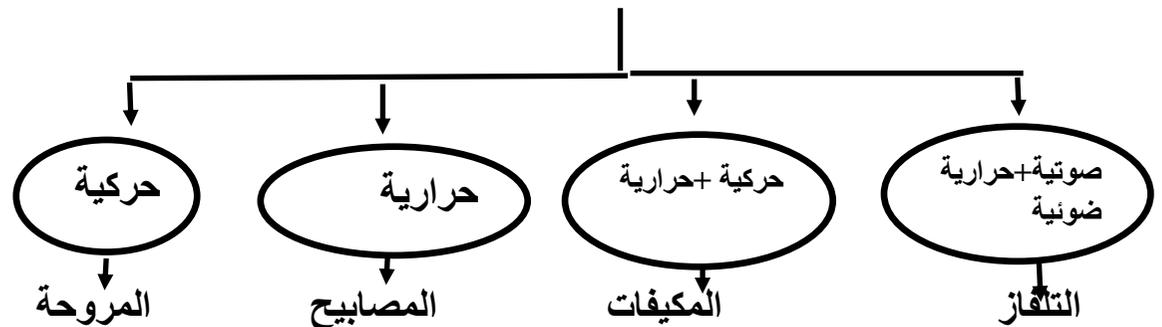 صوتية+حرارية
ضوئية
حركية +حرارية
حرارية
حركية
التلفاز
المكيفات
المصابيح
المروحة